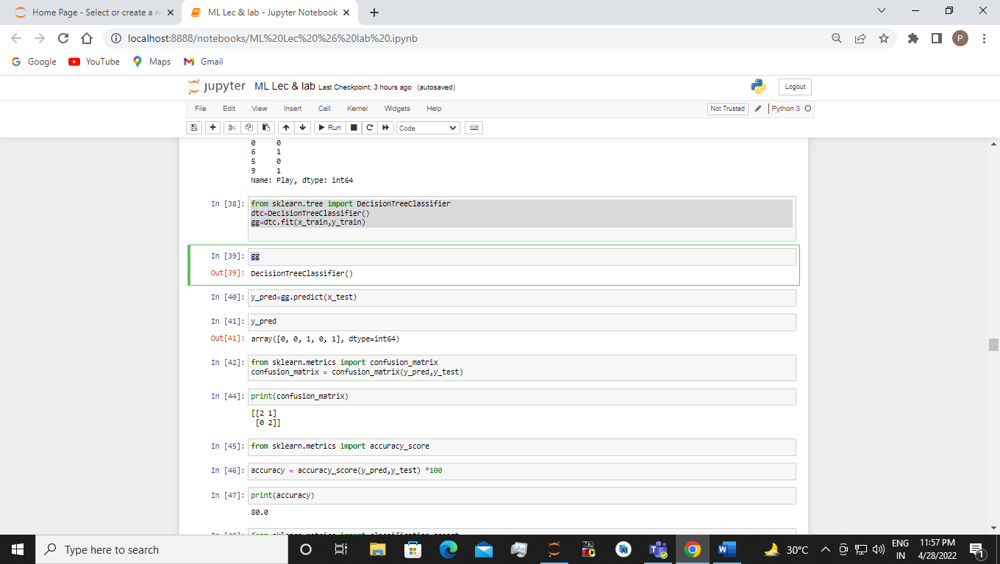 Home Page - Select or create a n
ML Lec & lab - Jupyter Notebook
localhost:8888/notebooks/ML%20Lec%20%26%20lab%20.ipynb
P
Google YouTube Maps Gmail
jupyter ML Lec & lab Last Checkpoint: 3 hours ago (autosaved)
Logout
File Edit View Insert Cell Kernel Widgets Help
Not Trusted Python 3
Run Code
0 0
6 1
5 0
9 1
Name: Play, dtype: int64
In [38]: from sklearn.tree import DecisionTreeClassifier
dtc=DecisionTreeClassifier()
gg=dtc.fit(x_train,y_train)
In [39]: gg
Out[39]: DecisionTreeClassifier()
In [40]: y_pred=gg.predict(x_test)
In [41]: y_pred
Out[41]: array([0, 0, 1, 0, 1], dtype=int64)
In [42]: from sklearn.metrics import confusion_matrix
confusion_matrix = confusion_matrix(y_pred,y_test)
In [44]: print(confusion_matrix)
[[2 1]
[0 2]]
In [45]: from sklearn.metrics import accuracy_score
In [46]: accuracy = accuracy_score(y_pred,y_test) *100
In [47]: print(accuracy)
80.0
Type here to search
30°C
ENG
IN
11:57 PM
4/28/2022
1